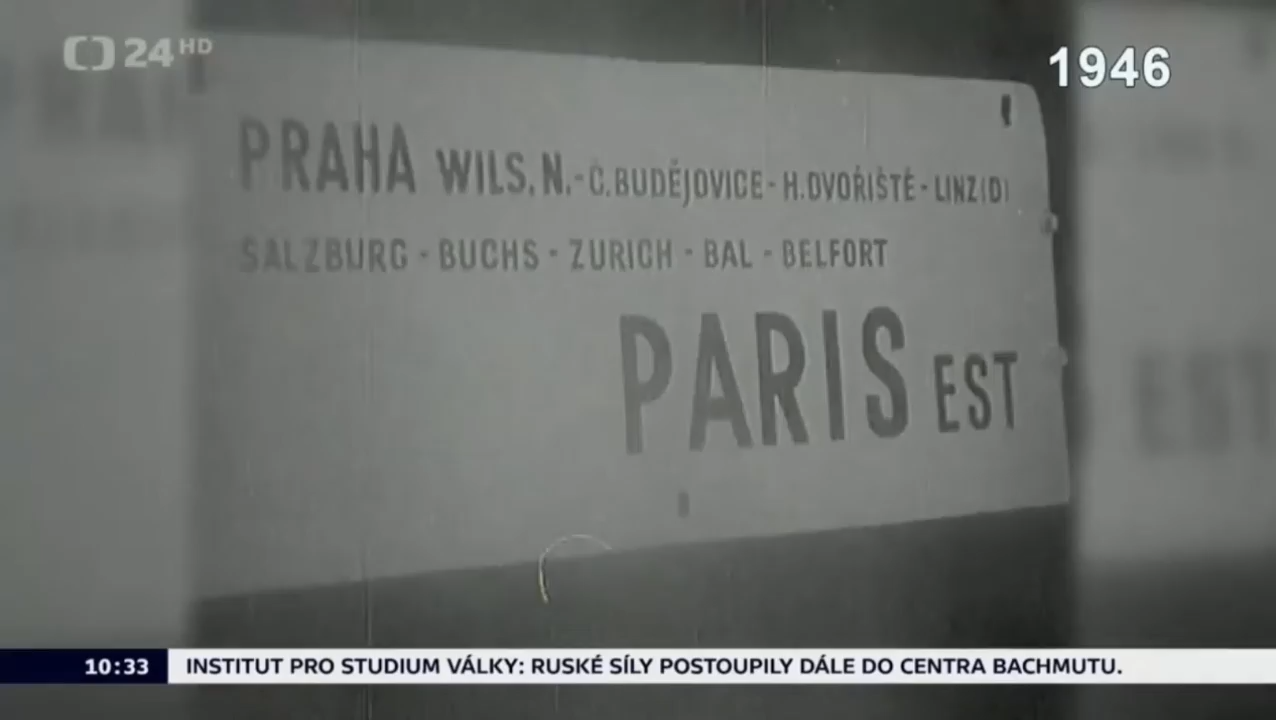 24 HD
1946
PRAHA WILS. N. - Č. BUDĚJOVICE - H. DVOŘIŠTĚ - LINZ (D)
SALZBURG - BUCHS - ZURICH - BAL - BELFORT
PARIS EST
10:33 INSTITUT PRO STUDIUM VÁLKY: RUSKÉ SÍLY POSTOUPILY DÁLE DO CENTRA BACHMUTU.